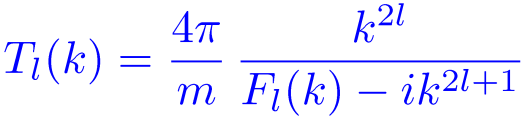 T_l(k) = \frac{4\pi}{m} \frac{k^{2l}}{F_l(k) - ik^{2l+1}}